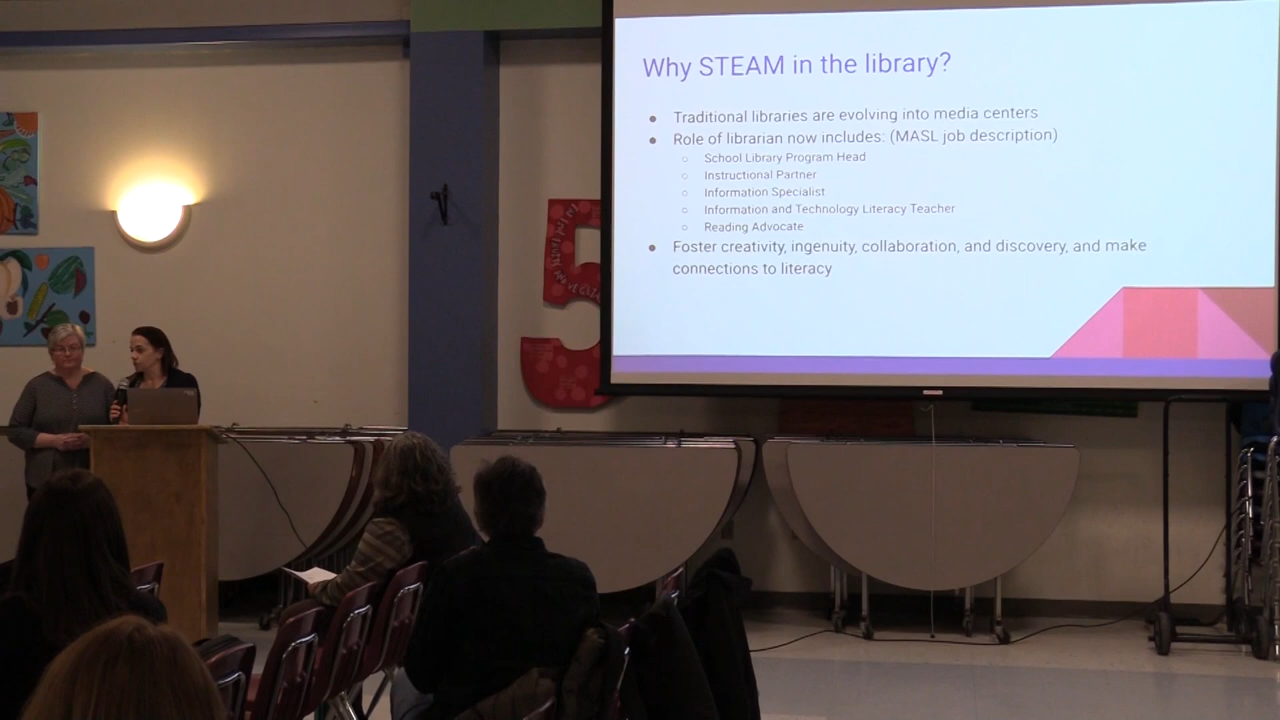 Why STEAM in the library?
Traditional libraries are evolving into media centers
Role of librarian now includes: (MASL job description)
School Library Program Head
Instructional Partner
Information Specialist
Information and Technology Literacy Teacher
Reading Advocate
Foster creativity, ingenuity, collaboration, and discovery, and make
connections to literacy
5